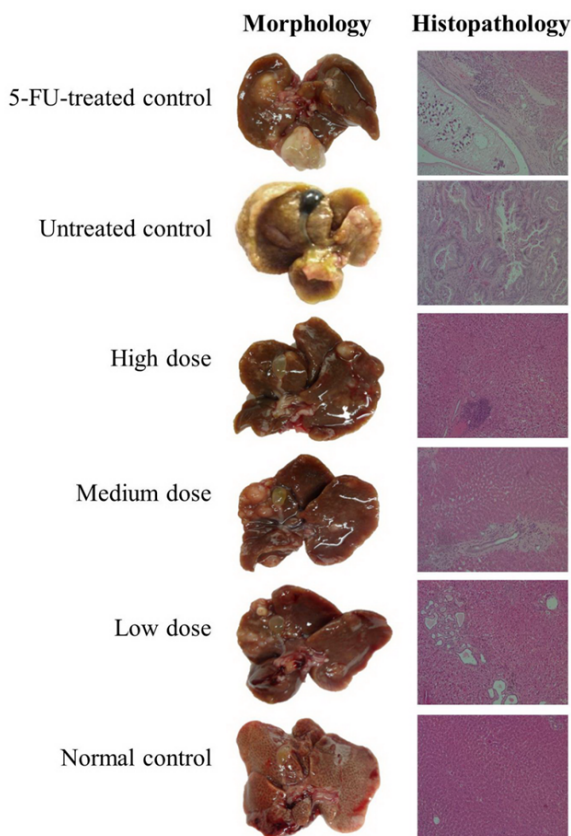 Morphology Histopathology
5-FU-treated control
Untreated control
High dose
Medium dose
Low dose
Normal control